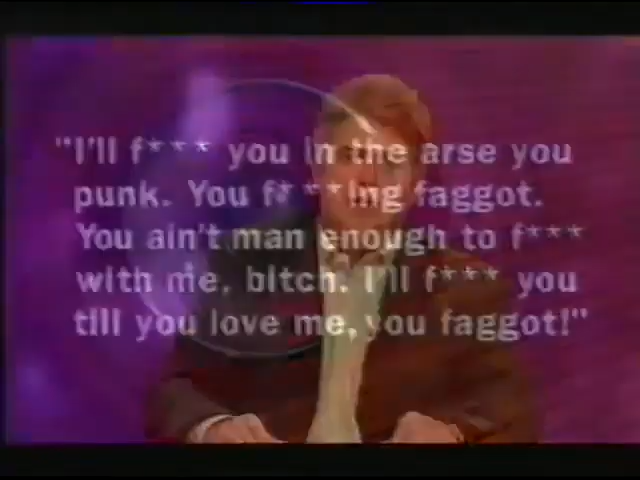 "I'll f*** you in the arse you
punk. You f***ing faggot.
You ain't man enough to f***
with me, bitch. I'll f*** you
till you love me, you faggot!"